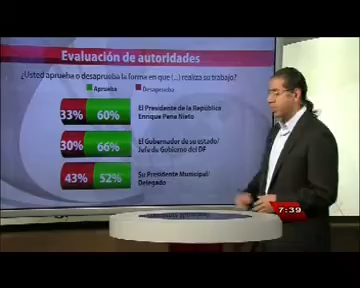 Evaluación de autoridades
¿Usted aprueba o desaprueba la forma en que (...) realiza su trabajo?
Aprueba Desaprueba
33% 60% El Presidente de la República
Enrique Pena Nieto
30% 66% El Gobernador de su estado/
Jefe de Gobierno del DF
43% 52% Su Presidente Municipal/
Delegado
7:39